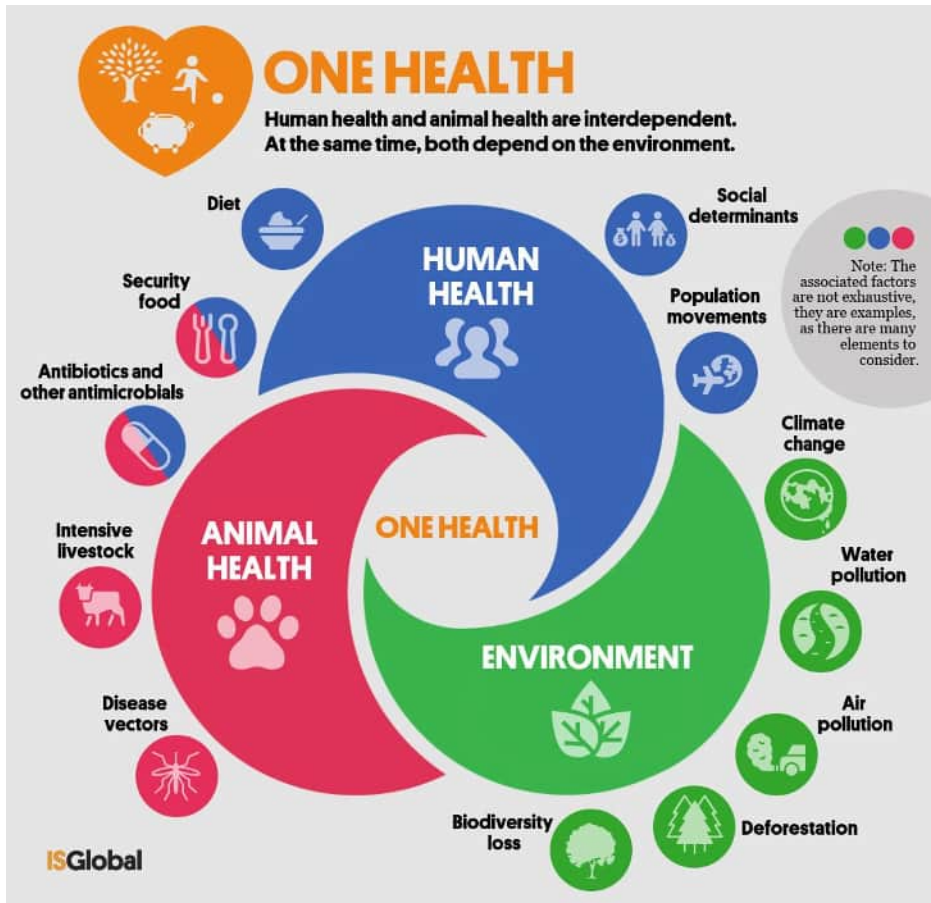 ONE HEALTH
Human health and animal health are interdependent.
At the same time, both depend on the environment.
Diet
Social
determinants
HUMAN
HEALTH
Security
food
Population
movements
Note: The
associated factors
are not exhaustive,
they are examples,
as there are many
elements to
consider.
Antibiotics and
other antimicrobials
Climate
change
ANIMAL
HEALTH
ONE HEALTH
Intensive
livestock
Water
pollution
ENVIRONMENT
Disease
vectors
Air
pollution
Biodiversity
loss
Deforestation
ISGlobal